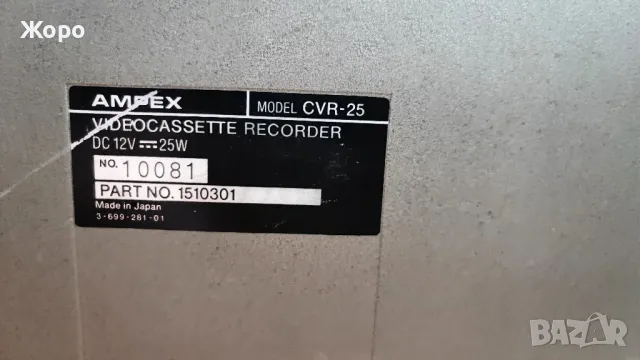 Жоро
AMPEX MODEL CVR-25
VIDEOCASSETTE RECORDER
DC 12V ⎓ 25W
NO. 10081
PART NO. 1510301
Made in Japan
3-699-281-01
BAZAR